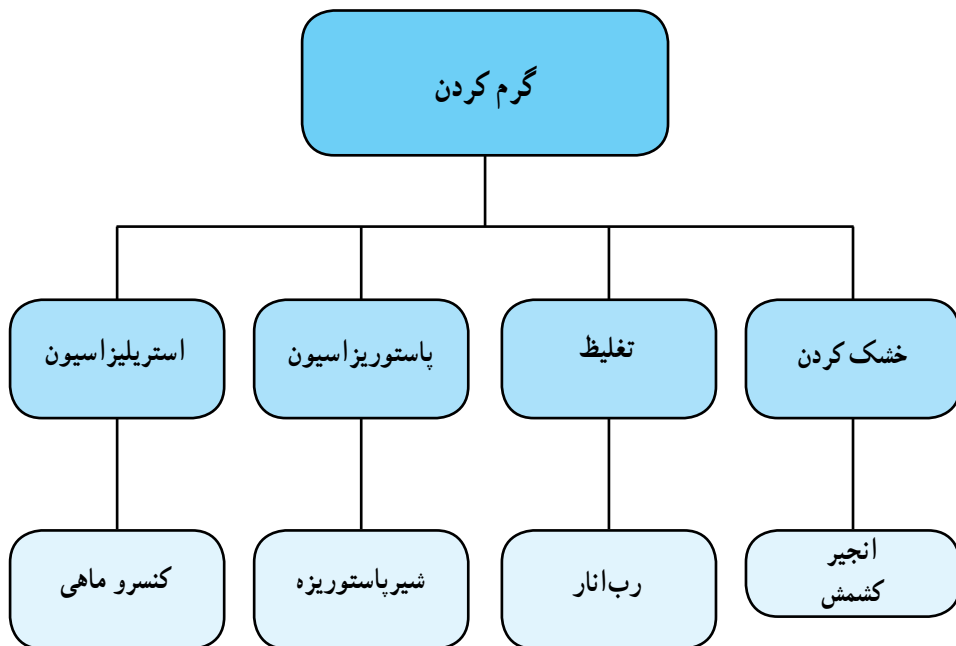 گرم کردن
خشک کردن
تغلیظ
پاستوریزاسیون
استریلیزاسیون
انجیر
کشمش
رب‌انار
شیرپاستوریزه
کنسرو ماهی